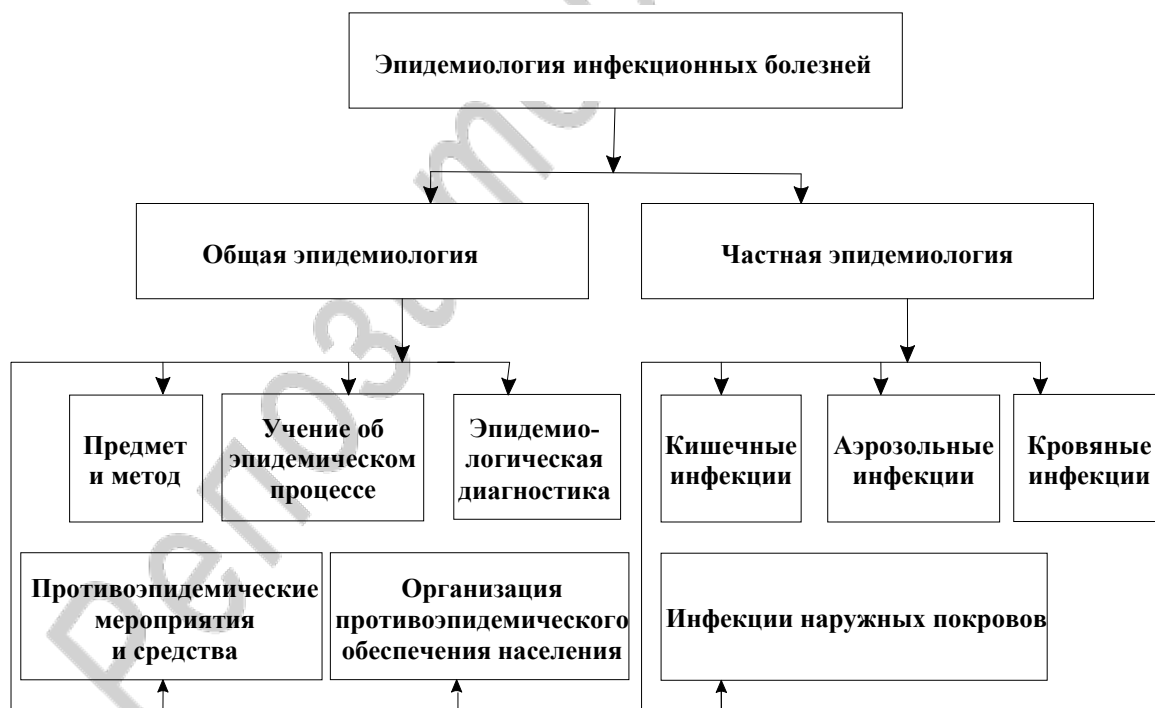 Эпидемиология инфекционных болезней
Общая эпидемиология
Частная эпидемиология
Предмет
и метод
Учение об
эпидемическом
процессе
Эпидемио-
логическая
диагностика
Кишечные
инфекции
Аэрозольные
инфекции
Кровяные
инфекции
Противоэпидемические
мероприятия
и средства
Организация
противоэпидемического
обеспечения населения
Инфекции наружных покровов